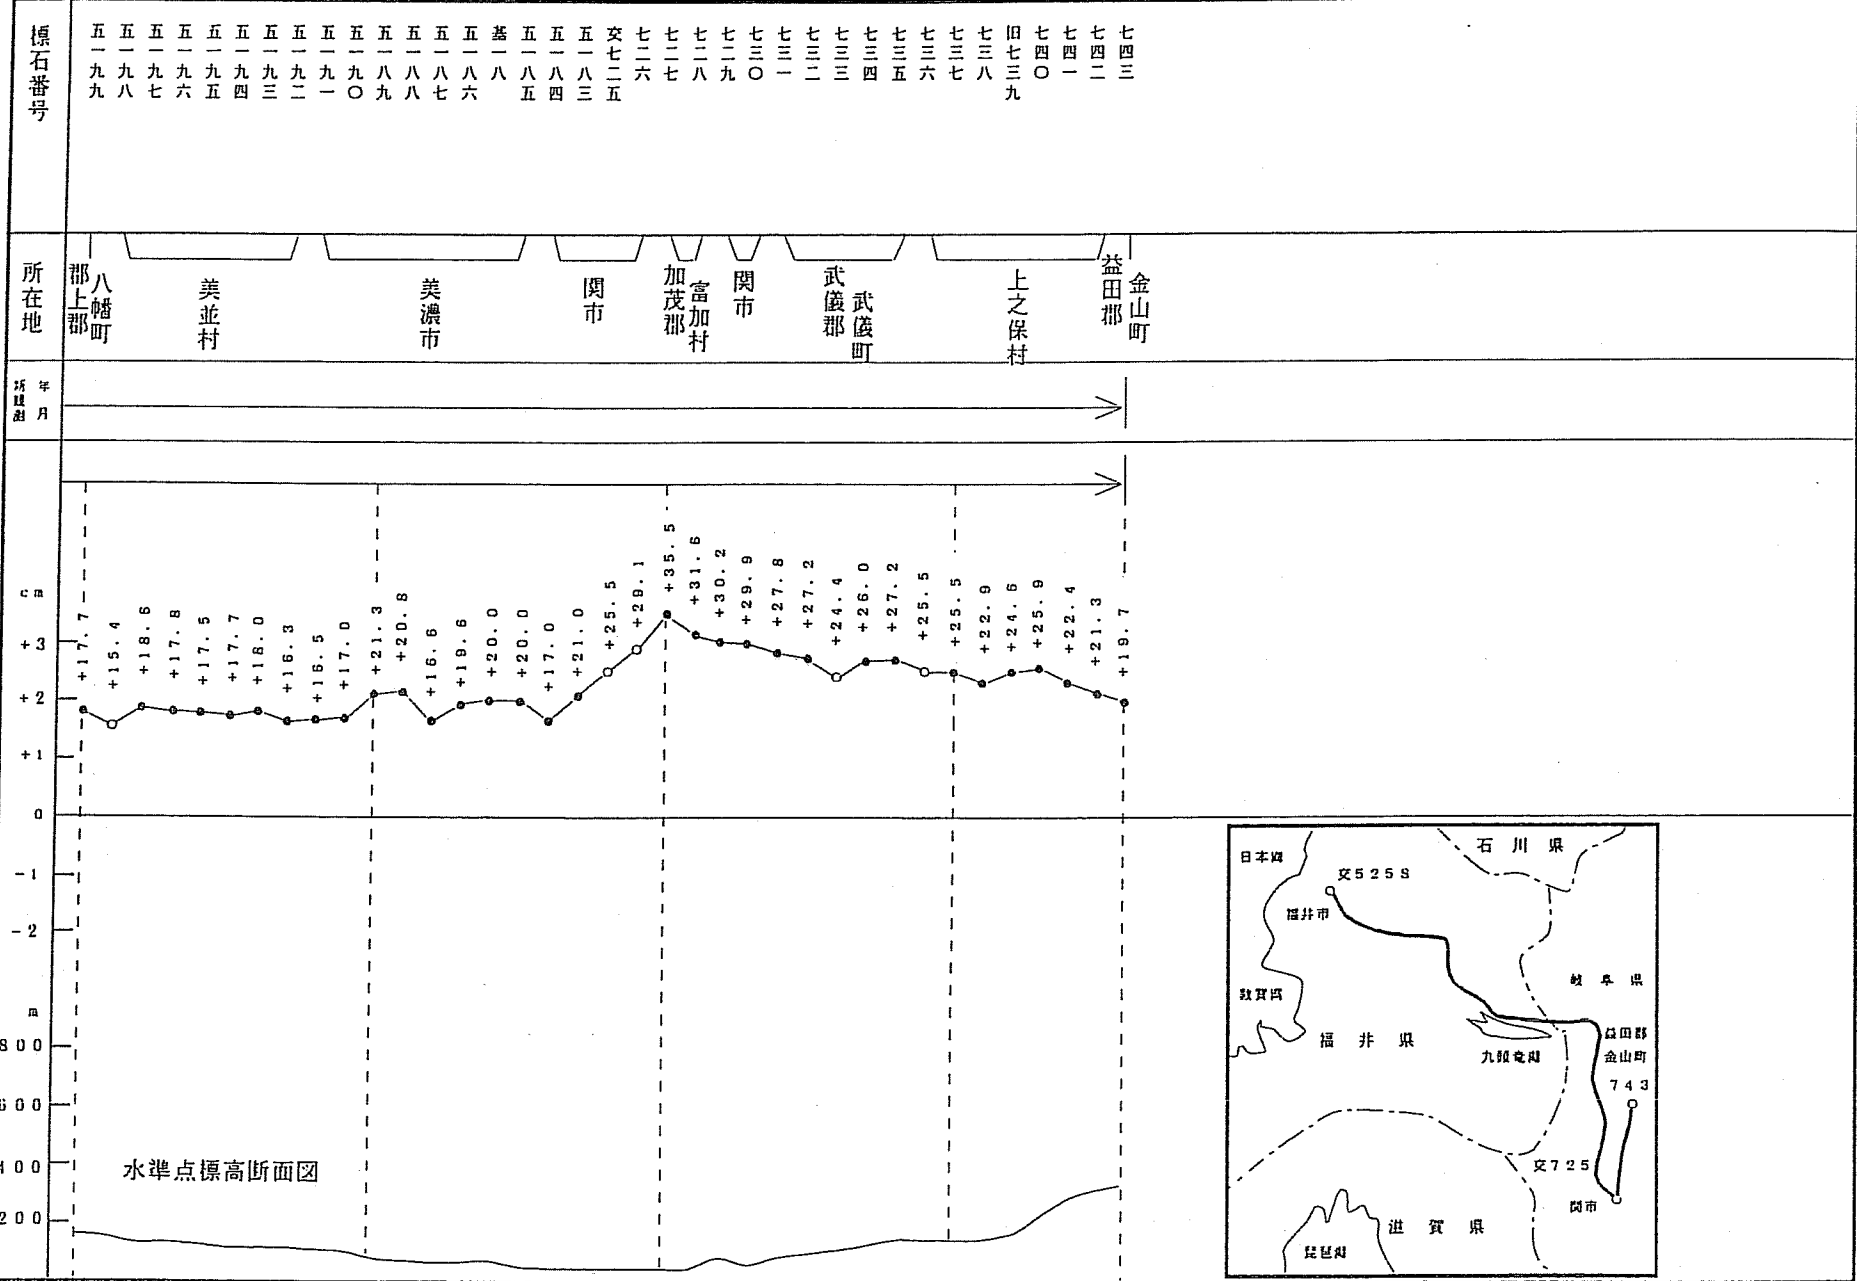 標石番号
五一九九
五一九八
五一九七
五一九六
五一九五
五一九四
五一九三
五一九二
五一九一
五一九〇
五一八九
五一八八
五一八七
五一八六
基一八
五一八五
五一八四
五一八三
交七二五
七二六
七二七
七二八
七二九
七三〇
七三一
七三二
七三三
七三四
七三五
七三六
七三七
七三八
旧七三九
七四〇
七四一
七四二
七四三
所在地
郡上郡
八幡町
美並村
美濃市
関市
加茂郡
富加村
関市
武儀郡
武儀町
上之保村
益田郡
金山町
年月
cm
+3
+2
+1
0
-1
-2
+17.7
+15.4
+18.6
+17.8
+17.5
+17.7
+18.0
+16.3
+16.5
+17.0
+21.3
+20.8
+16.6
+19.6
+20.0
+20.0
+17.0
+21.0
+25.5
+29.1
+35.5
+31.6
+30.2
+29.9
+27.8
+27.2
+24.4
+26.0
+27.2
+25.5
+25.5
+22.9
+24.6
+25.9
+22.4
+21.3
+19.7
m
800
600
400
200
水準点標高断面図
日本海
石川県
交525S
福井市
岐阜県
敦賀湾
福井県
九頭竜湖
益田郡
金山町
743
交725
関市
滋賀県
琵琶湖